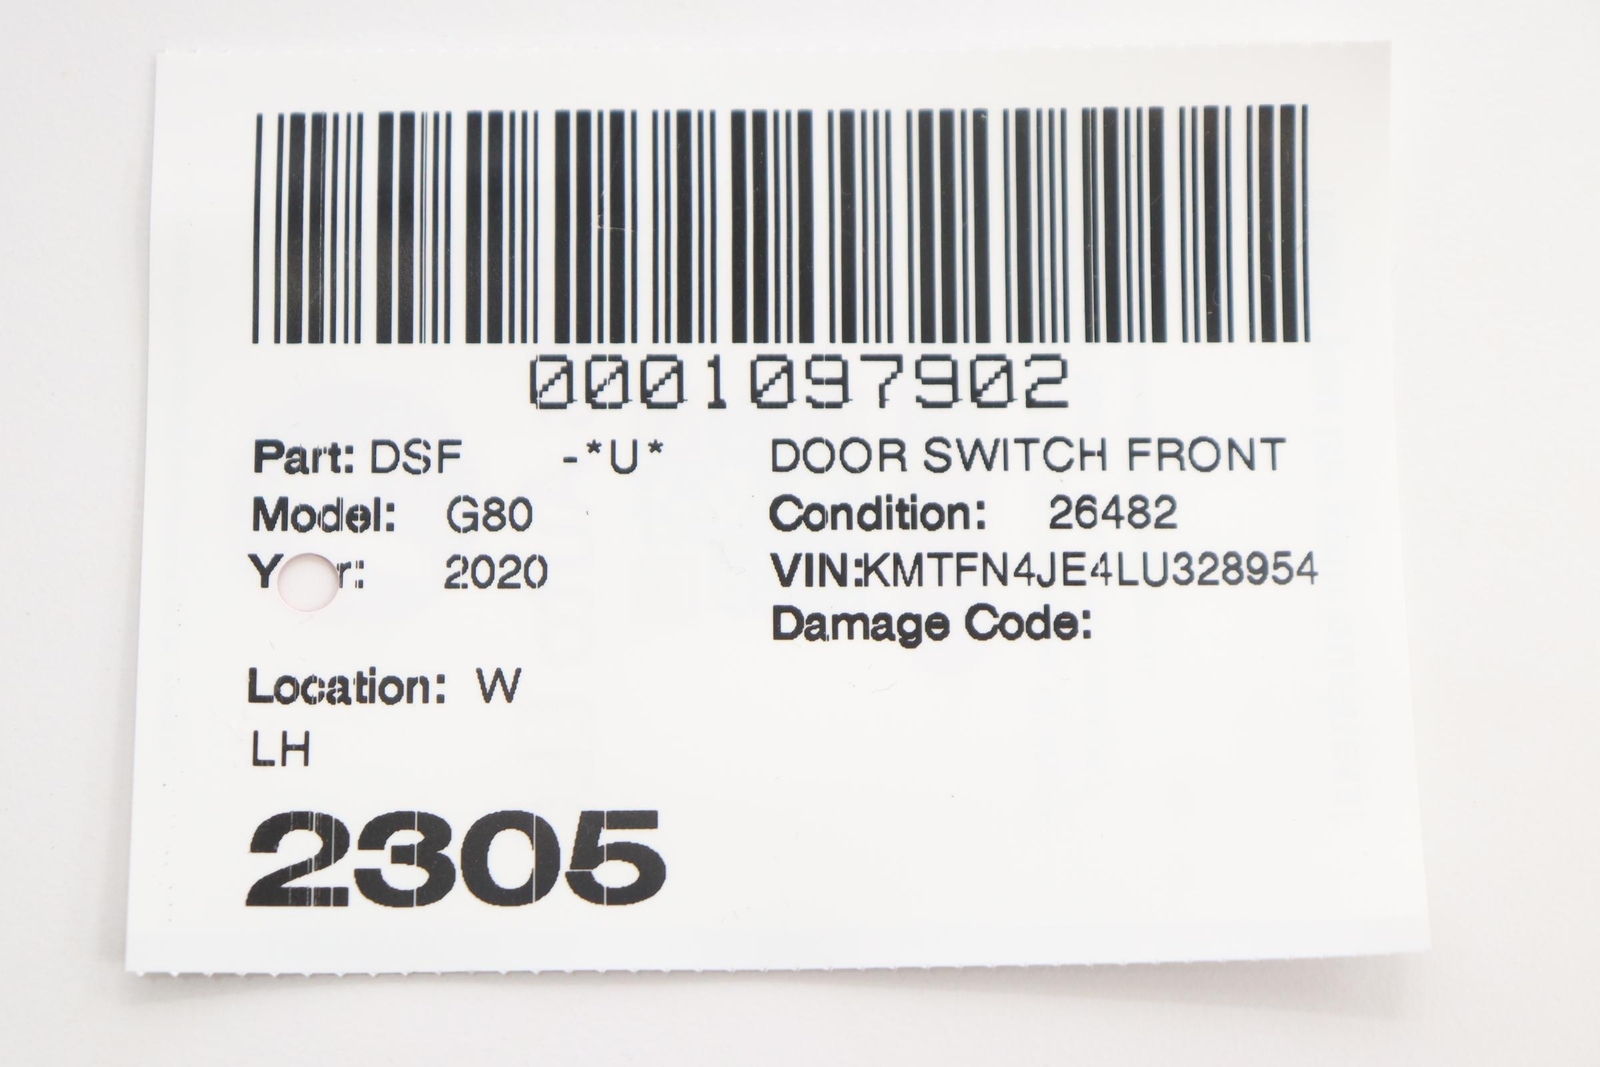 0001097902
Part: DSF -*U* DOOR SWITCH FRONT
Model: G80 Condition: 26482
Y r: 2020 VIN:KMTFN4JE4LU328954
Damage Code:
Location: W
LH
2305